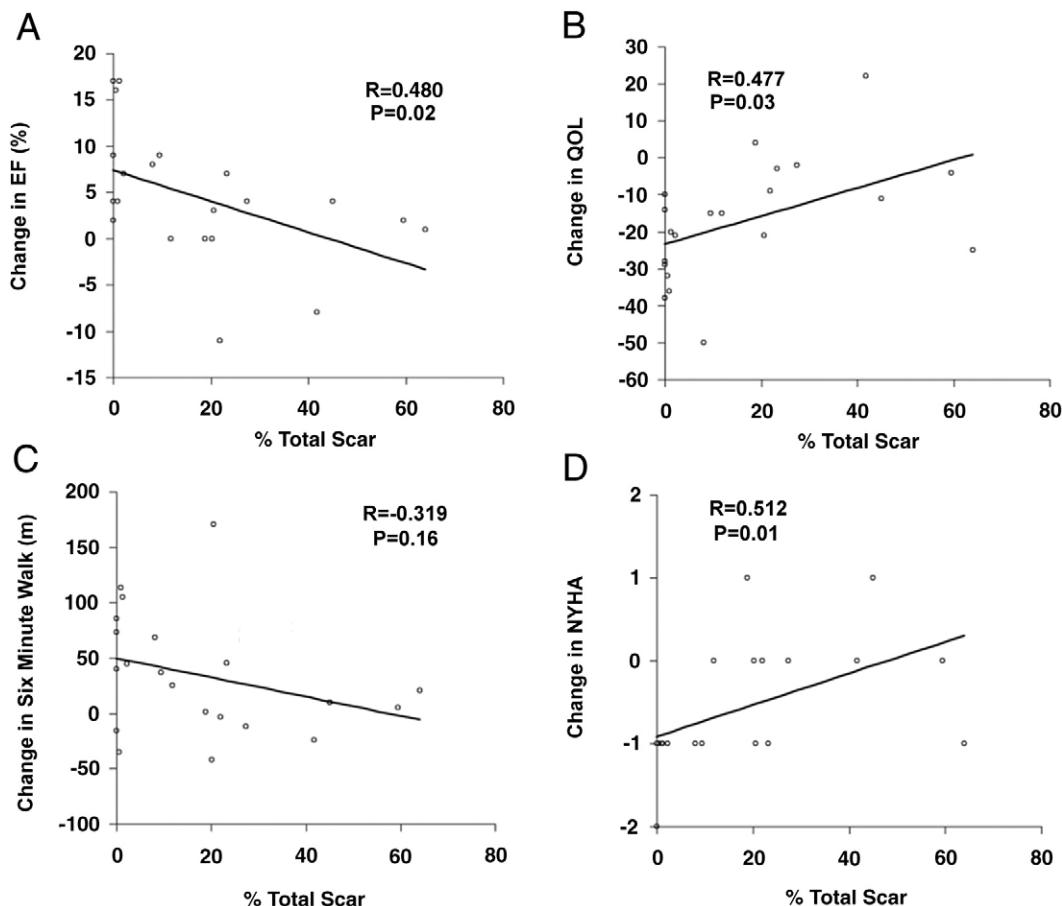 A
R=0.480
P=0.02
Change in EF (%)
20
15
10
5
0
-5
-10
-15
0 20 40 60 80
% Total Scar
B
R=0.477
P=0.03
Change in QOL
30
20
10
0
-10
-20
-30
-40
-50
-60
0 20 40 60 80
% Total Scar
C
R=-0.319
P=0.16
Change in Six Minute Walk (m)
200
150
100
50
0
-50
-100
0 20 40 60 80
% Total Scar
D
R=0.512
P=0.01
Change in NYHA
2
1
0
-1
-2
0 20 40 60 80
% Total Scar